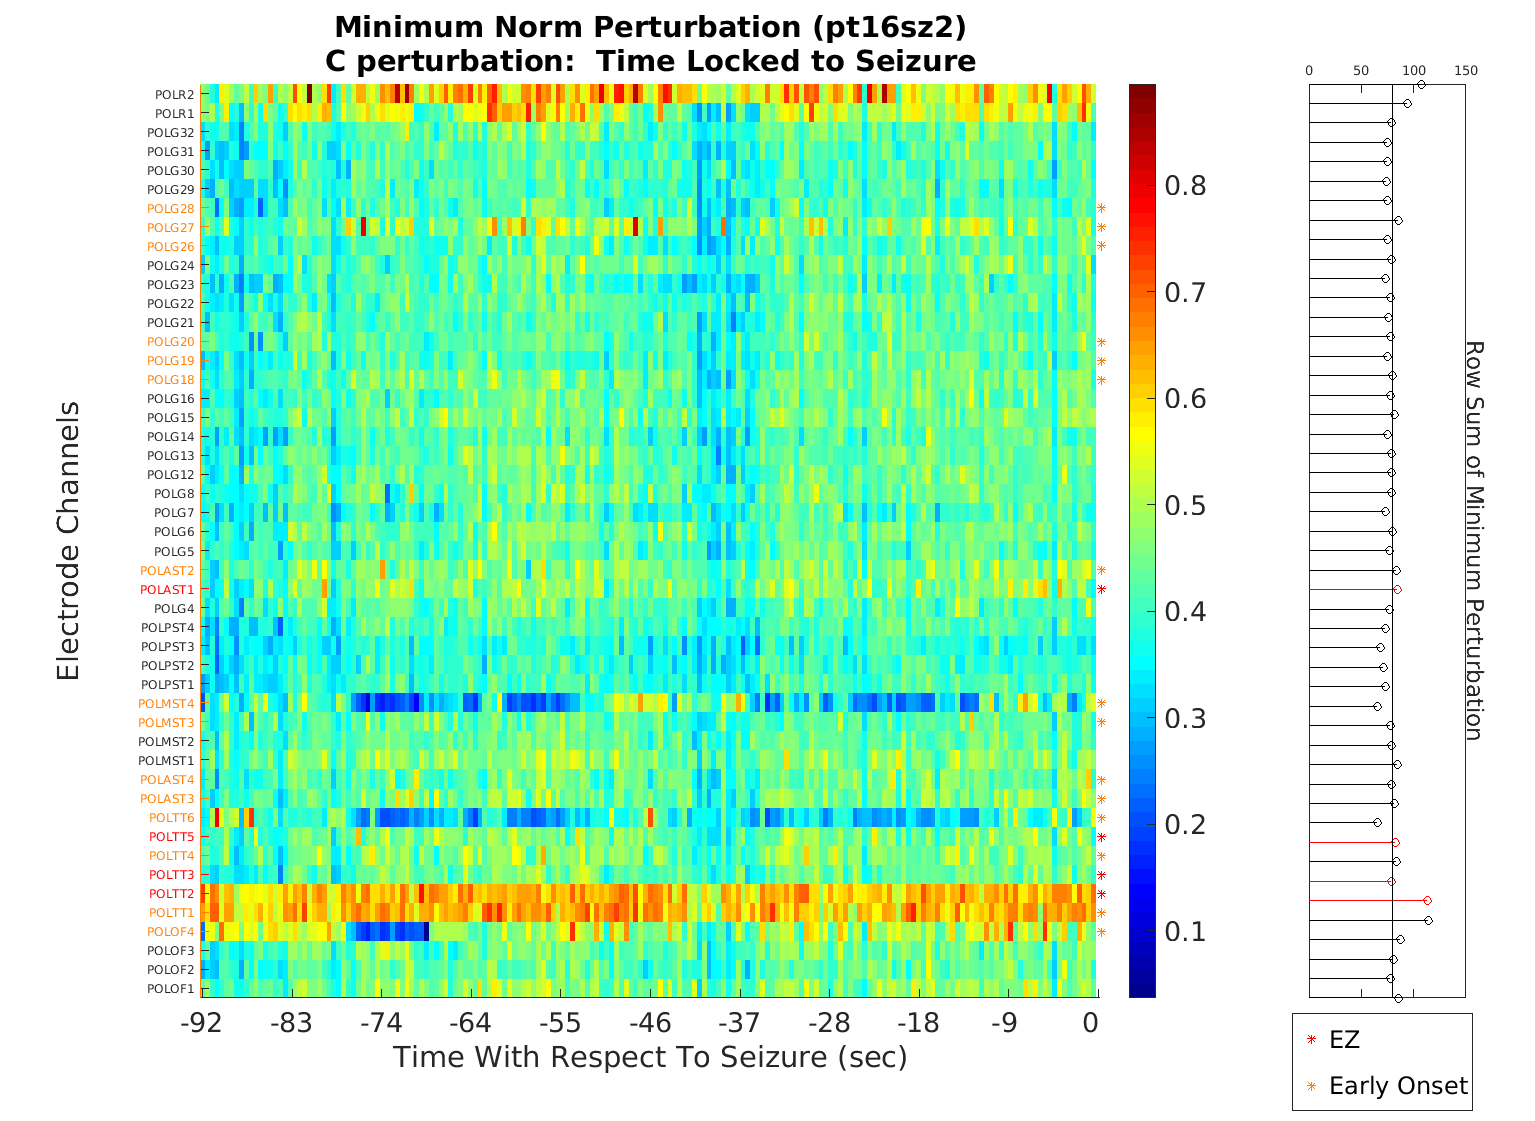 Minimum Norm Perturbation (pt16sz2)
C perturbation:  Time Locked to Seizure
Electrode Channels
POLR2
POLR1
POLG32
POLG31
POLG30
POLG29
POLG28
POLG27
POLG26
POLG24
POLG23
POLG22
POLG21
POLG20
POLG19
POLG18
POLG16
POLG15
POLG14
POLG13
POLG12
POLG8
POLG7
POLG6
POLG5
POLAST2
POLAST1
POLG4
POLPST4
POLPST3
POLPST2
POLPST1
POLMST4
POLMST3
POLMST2
POLMST1
POLAST4
POLAST3
POLTT6
POLTT5
POLTT4
POLTT3
POLTT2
POLTT1
POLOF4
POLOF3
POLOF2
POLOF1
-92 -83 -74 -64 -55 -46 -37 -28 -18 -9 0
Time With Respect To Seizure (sec)
0.8
0.7
0.6
0.5
0.4
0.3
0.2
0.1
0 50 100 150
Row Sum of Minimum Perturbation
EZ
Early Onset